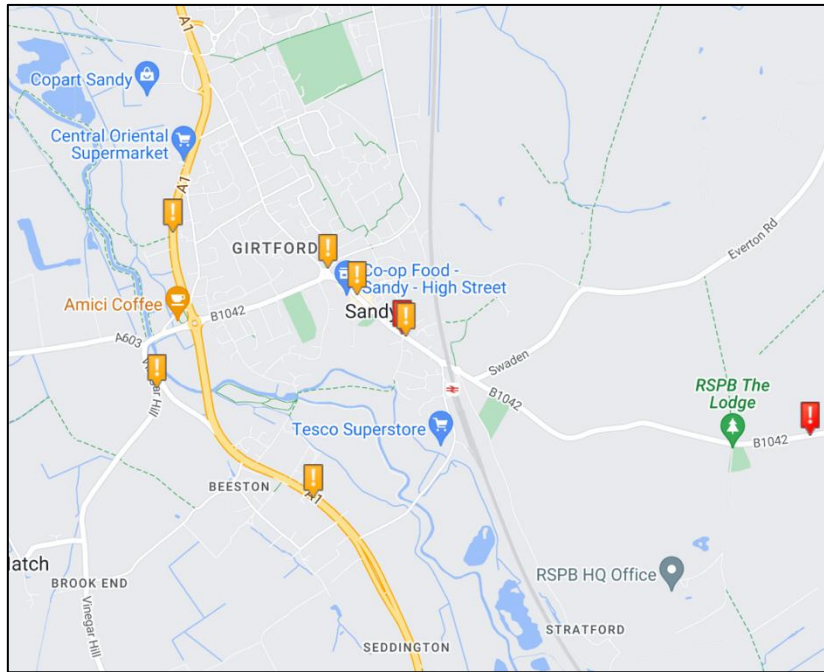 A1
Copart Sandy
Central Oriental
Supermarket
A1
Everton Rd
GIRTFORD
Co-op Food -
Sandy - High Street
Amici Coffee
B1042
Sandy
A603
Swaden
Vinegar Hill
RSPB The
Lodge
B1042
B1042
Tesco Superstore
BEESTON
A1
latch
RSPB HQ Office
BROOK END
Vinegar Hill
STRATFORD
SEDDINGTON